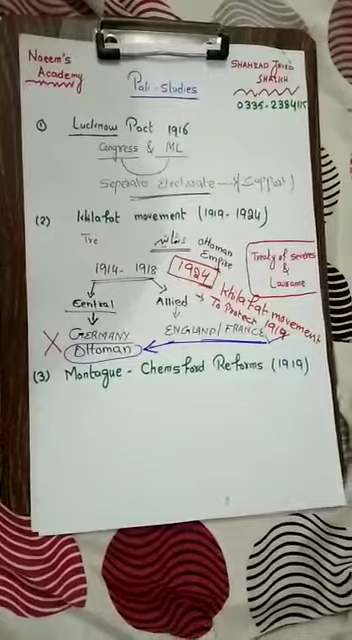 Naeem's
Academy
Pak-studies
SHAHZAD JAVED
SHAIKH
0335-2384115
(1) Lucknow Pact 1916
Congress & ML
Separate Electorate → (Support)
(2) Khilafat movement (1919-1924)
عثمانیہ Ottoman
Empire
Treaty of severes
&
Lausanne
1914-1918
1924
Central
Allied
Khilafat movement
To Protect 1919
X GERMANY
ENGLAND/FRANCE
Ottoman
(3) Montague-Chemsford Reforms (1919)